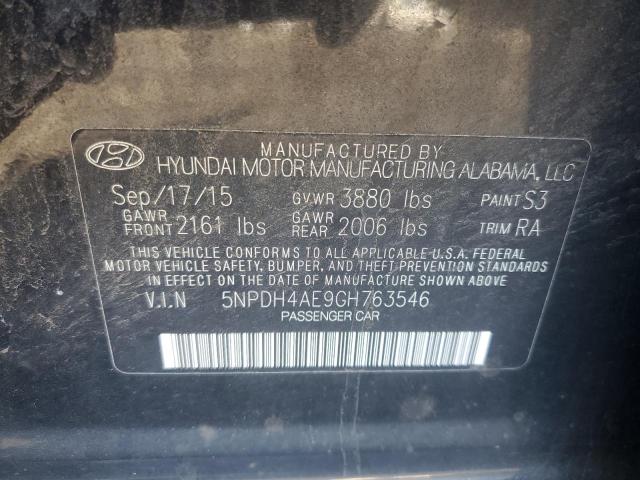 MANUFACTURED BY
HYUNDAI MOTOR MANUFACTURING ALABAMA, LLC
Sep/17/15 GVWR 3880 lbs PAINT S3
GAWR FRONT 2161 lbs GAWR REAR 2006 lbs TRIM RA
THIS VEHICLE CONFORMS TO ALL APPLICABLE U.S.A. FEDERAL
MOTOR VEHICLE SAFETY, BUMPER, AND THEFT PREVENTION STANDARDS
IN EFFECT ON THE DATE OF MANUFACTURE SHOWN ABOVE
V.I.N 5NPDH4AE9GH763546
PASSENGER CAR